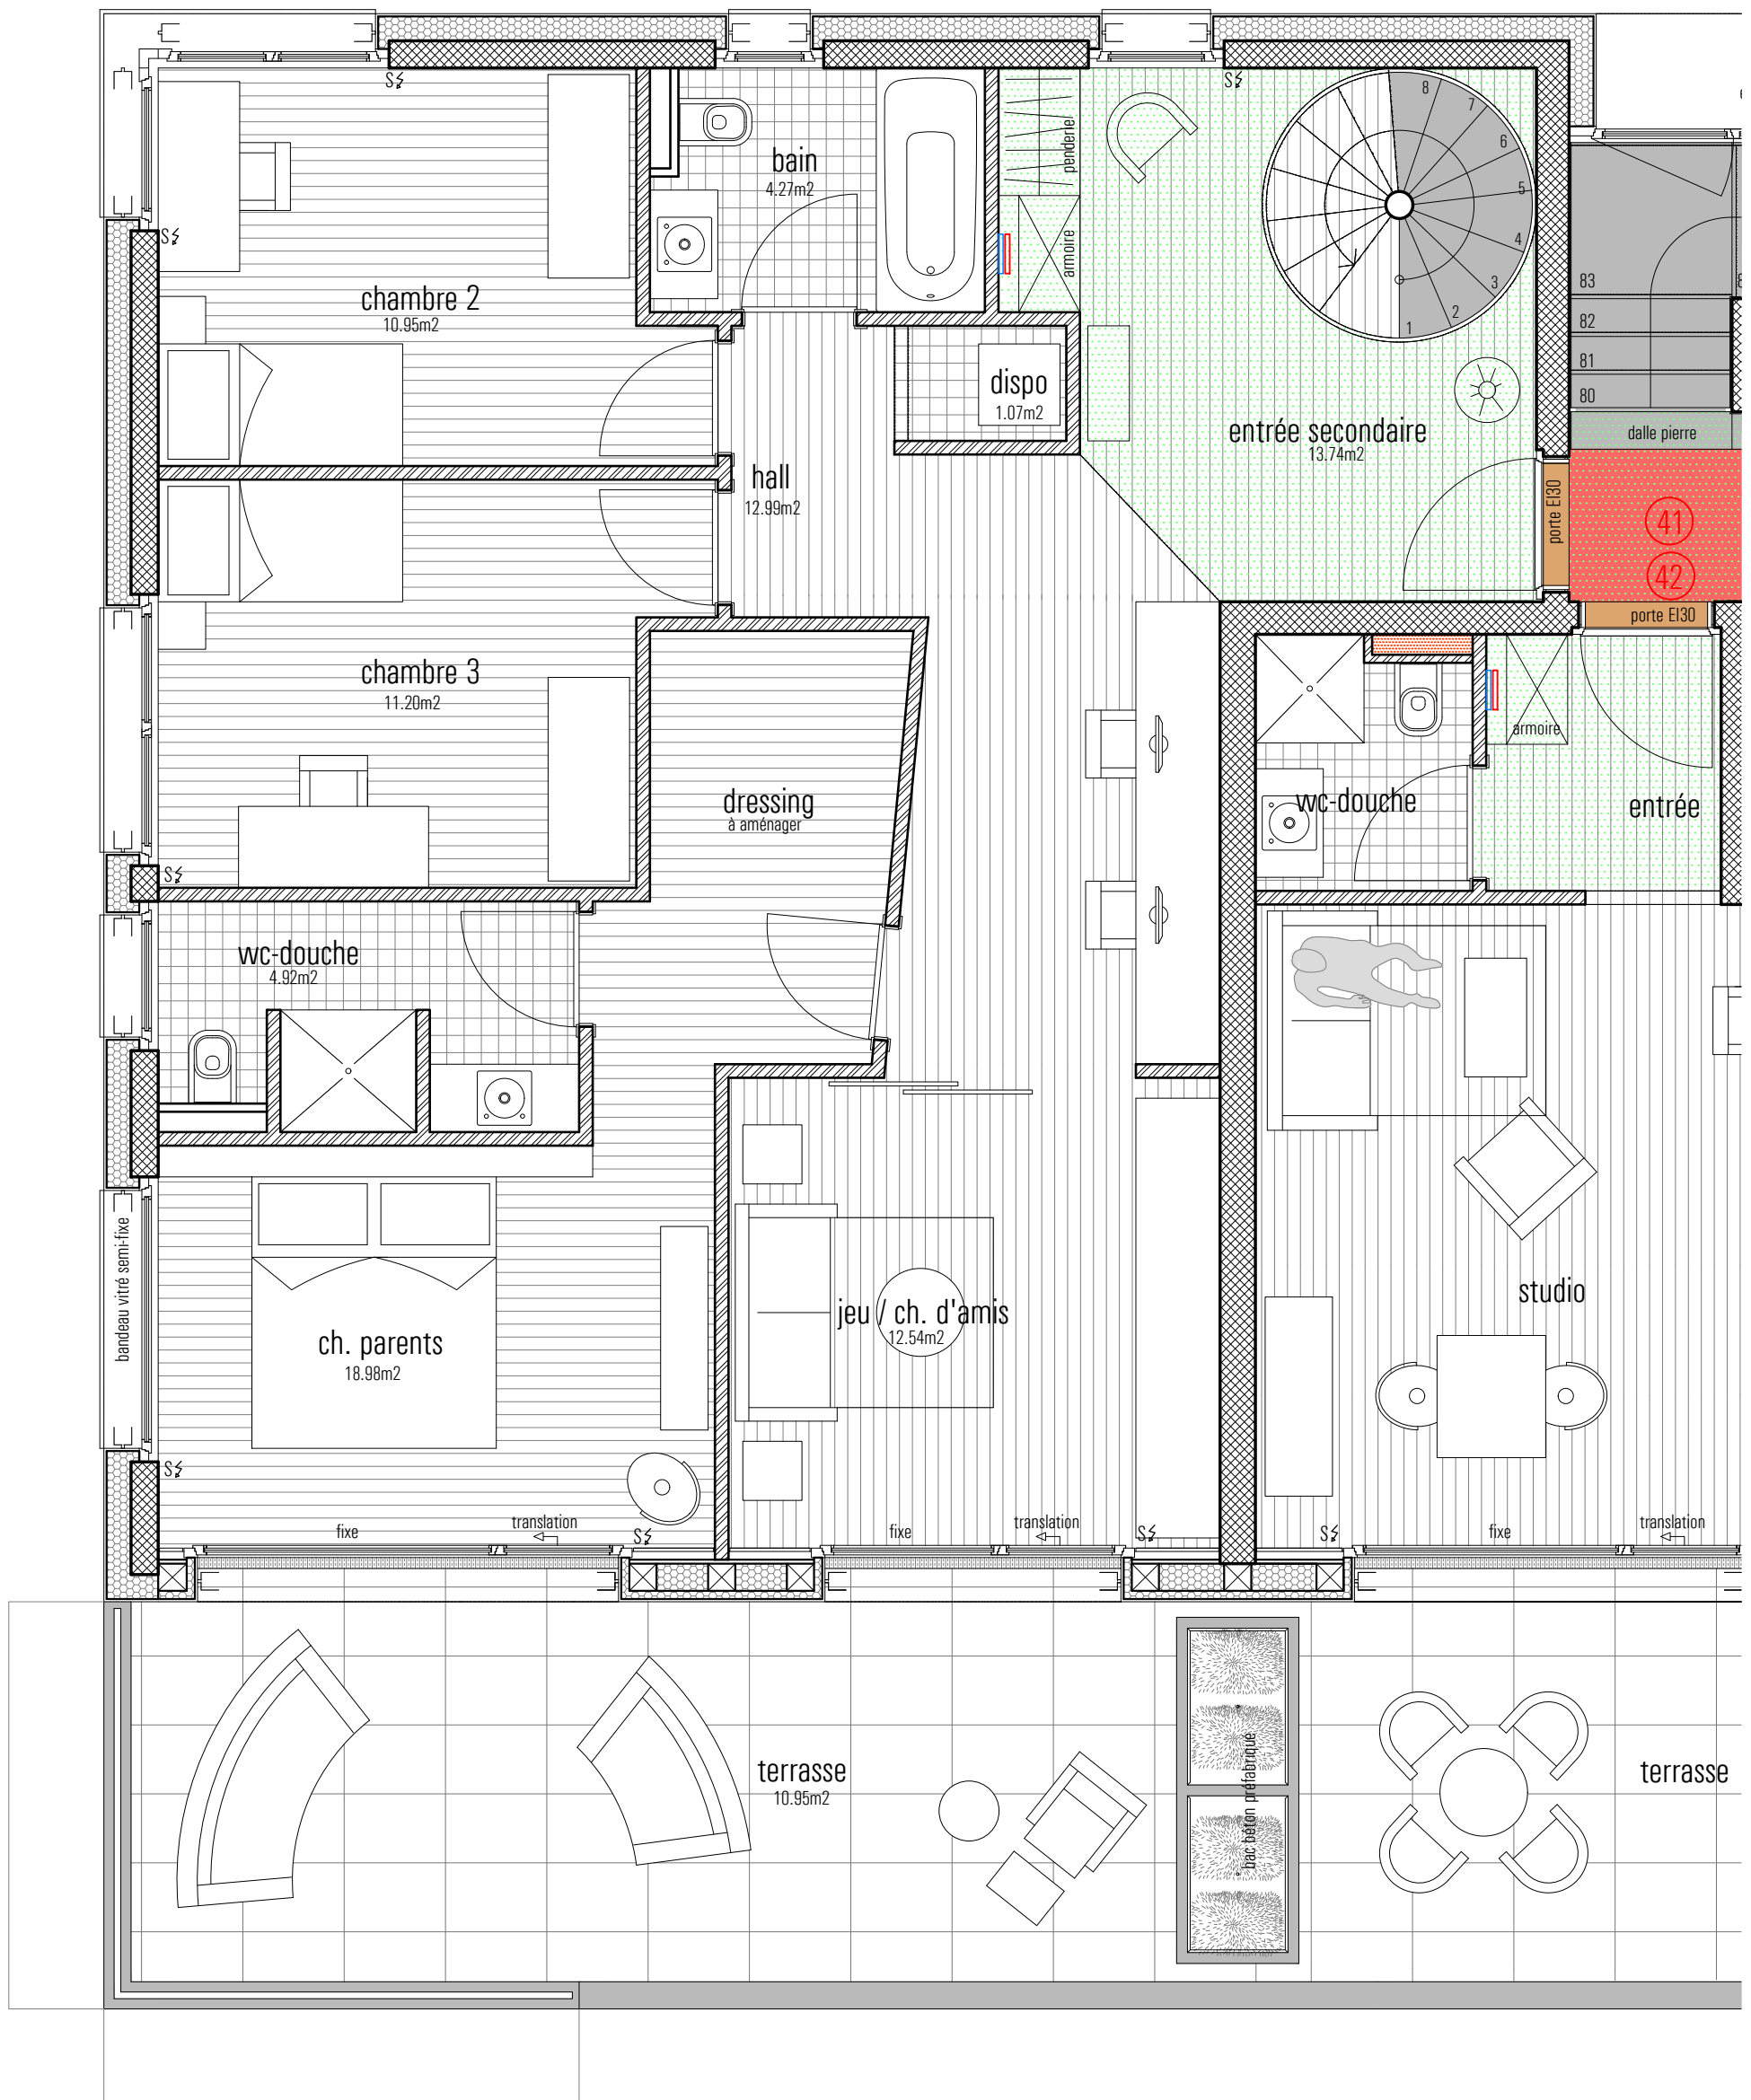 S
S
bain
4.27m2
penderie
armoire
8
7
6
5
4
3
2
1
S
chambre 2
10.95m2
83
82
81
80
dispo
1.07m2
entrée secondaire
13.74m2
dalle pierre
hall
12.99m2
porte EI30
41
42
porte EI30
chambre 3
11.20m2
armoire
dressing
à aménager
wc-douche
entrée
S
wc-douche
4.92m2
bandeau vitré semi-fixe
studio
jeu / ch. d'amis
12.54m2
ch. parents
18.98m2
S
fixe
translation
S
fixe
translation
S
S
fixe
translation
terrasse
10.95m2
bac béton préfabriqué
terrasse